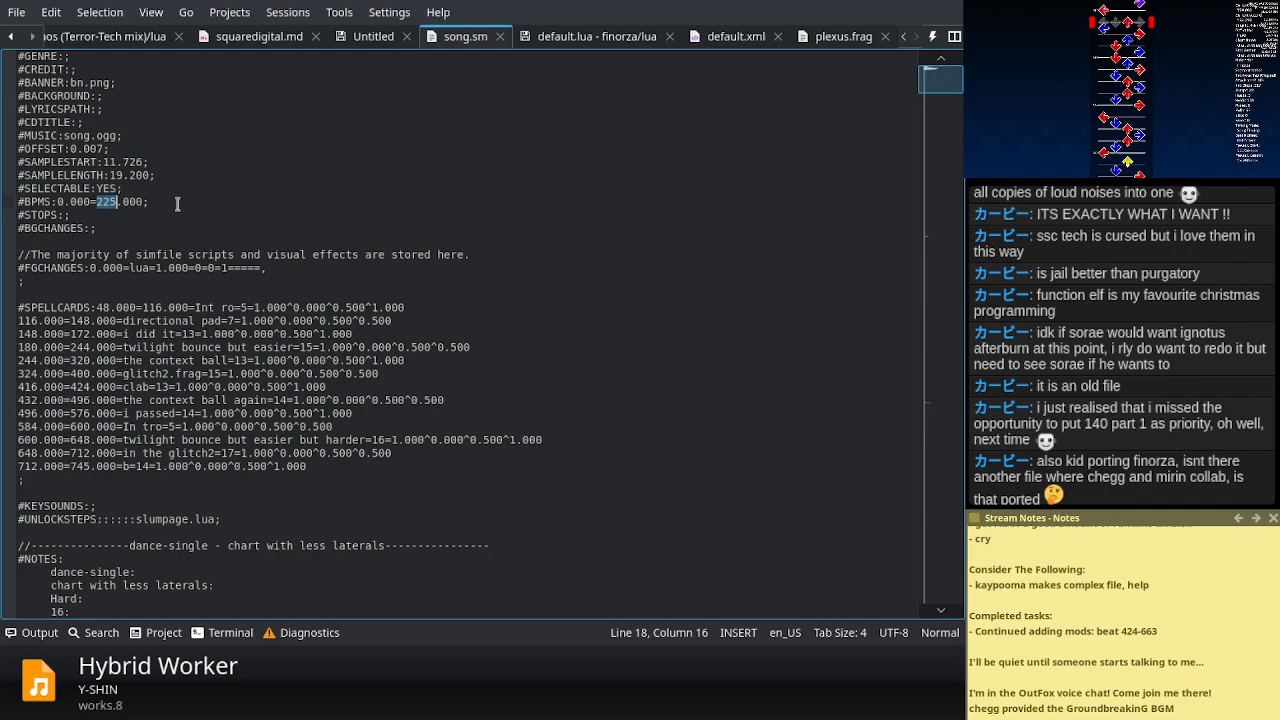 File Edit Selection View Go Projects Sessions Tools Settings Help
os (Terror-Tech mix)/lua squaredigital.md Untitled song.sm default.lua - finorza/lua default.xml plexus.frag
#GENRE:;
#CREDIT:;
#BANNER:bn.png;
#BACKGROUND:;
#LYRICSPATH:;
#CDTITLE:;
#MUSIC:song.ogg;
#OFFSET:0.007;
#SAMPLESTART:11.726;
#SAMPLELENGTH:19.200;
#SELECTABLE:YES;
#BPMS:0.000=225.000;
#STOPS:;
#BGCHANGES:;
//The majority of simfile scripts and visual effects are stored here.
#FGCHANGES:0.000=lua=1.000=0=0=1=====,
;
#SPELLCARDS:48.000=116.000=Int ro=5=1.000^0.000^0.500^1.000
116.000=148.000=directional pad=7=1.000^0.000^0.500^0.500
148.000=172.000=i did it=13=1.000^0.000^0.500^1.000
180.000=244.000=twilight bounce but easier=15=1.000^0.000^0.500^0.500
244.000=320.000=the context ball=13=1.000^0.000^0.500^1.000
324.000=400.000=glitch2.frag=15=1.000^0.000^0.500^0.500
416.000=424.000=clab=13=1.000^0.000^0.500^1.000
432.000=496.000=the context ball again=14=1.000^0.000^0.500^0.500
496.000=576.000=i passed=14=1.000^0.000^0.500^1.000
584.000=600.000=In tro=5=1.000^0.000^0.500^0.500
600.000=648.000=twilight bounce but easier but harder=16=1.000^0.000^0.500^1.000
648.000=712.000=in the glitch2=17=1.000^0.000^0.500^0.500
712.000=745.000=b=14=1.000^0.000^0.500^1.000
;
#KEYSOUNDS:;
#UNLOCKSTEPS::::::slumpage.lua;
//---------------dance-single - chart with less laterals----------------
#NOTES:
dance-single:
chart with less laterals:
Hard:
16:
Output Search Project Terminal Diagnostics Line 18, Column 16 INSERT en_US Tab Size: 4 UTF-8 Normal
Hybrid Worker
Y-SHIN
works.8
all copies of loud noises into one
カービー: ITS EXACTLY WHAT I WANT !!
カービー: ssc tech is cursed but i love them in
this way
カービー: is jail better than purgatory
カービー: function elf is my favourite christmas
programming
カービー: idk if sorae would want ignotus
afterburn at this point, i rly do want to redo it but
need to see sorae if he wants to
カービー: it is an old file
カービー: i just realised that i missed the
opportunity to put 140 part 1 as priority, oh well,
next time
カービー: also kid porting finorza, isnt there
another file where chegg and mirin collab, is
that ported
Stream Notes - Notes
- cry
Consider The Following:
- kaypooma makes complex file, help
Completed tasks:
- Continued adding mods: beat 424-663
I'll be quiet until someone starts talking to me...
I'm in the OutFox voice chat! Come join me there!
chegg provided the GroundbreakinG BGM